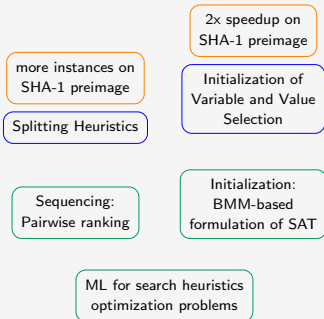 2x speedup on
SHA-1 preimage
more instances on
SHA-1 preimage
Initialization of
Variable and Value
Selection
Splitting Heuristics
Sequencing:
Pairwise ranking
Initialization:
BMM-based
formulation of SAT
ML for search heuristics
optimization problems